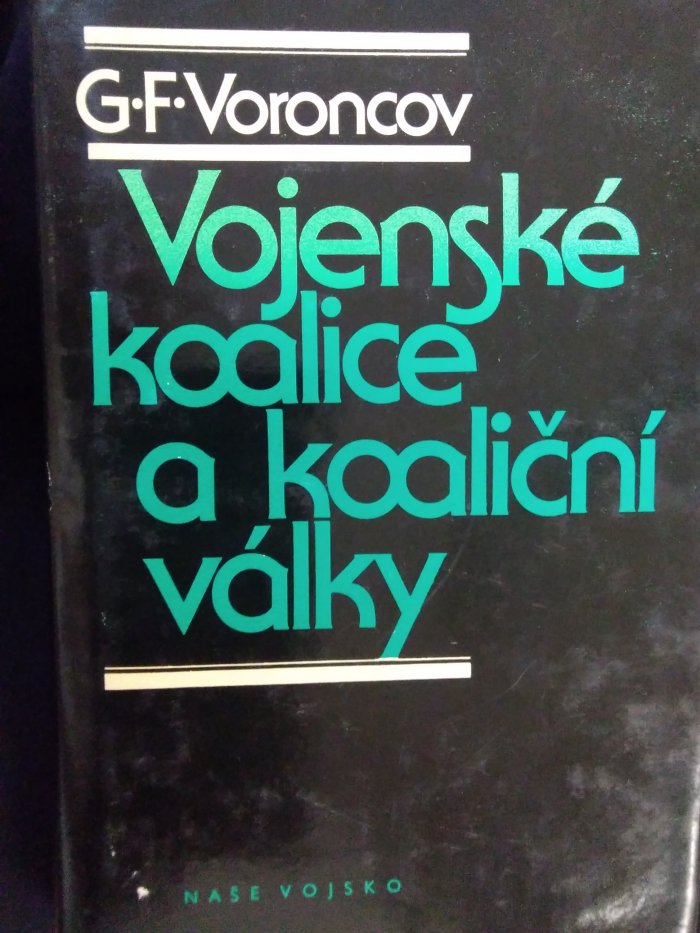 G·F·Voroncov
Vojenské
koalice
a koaliční
války
NAŠE VOJSKO